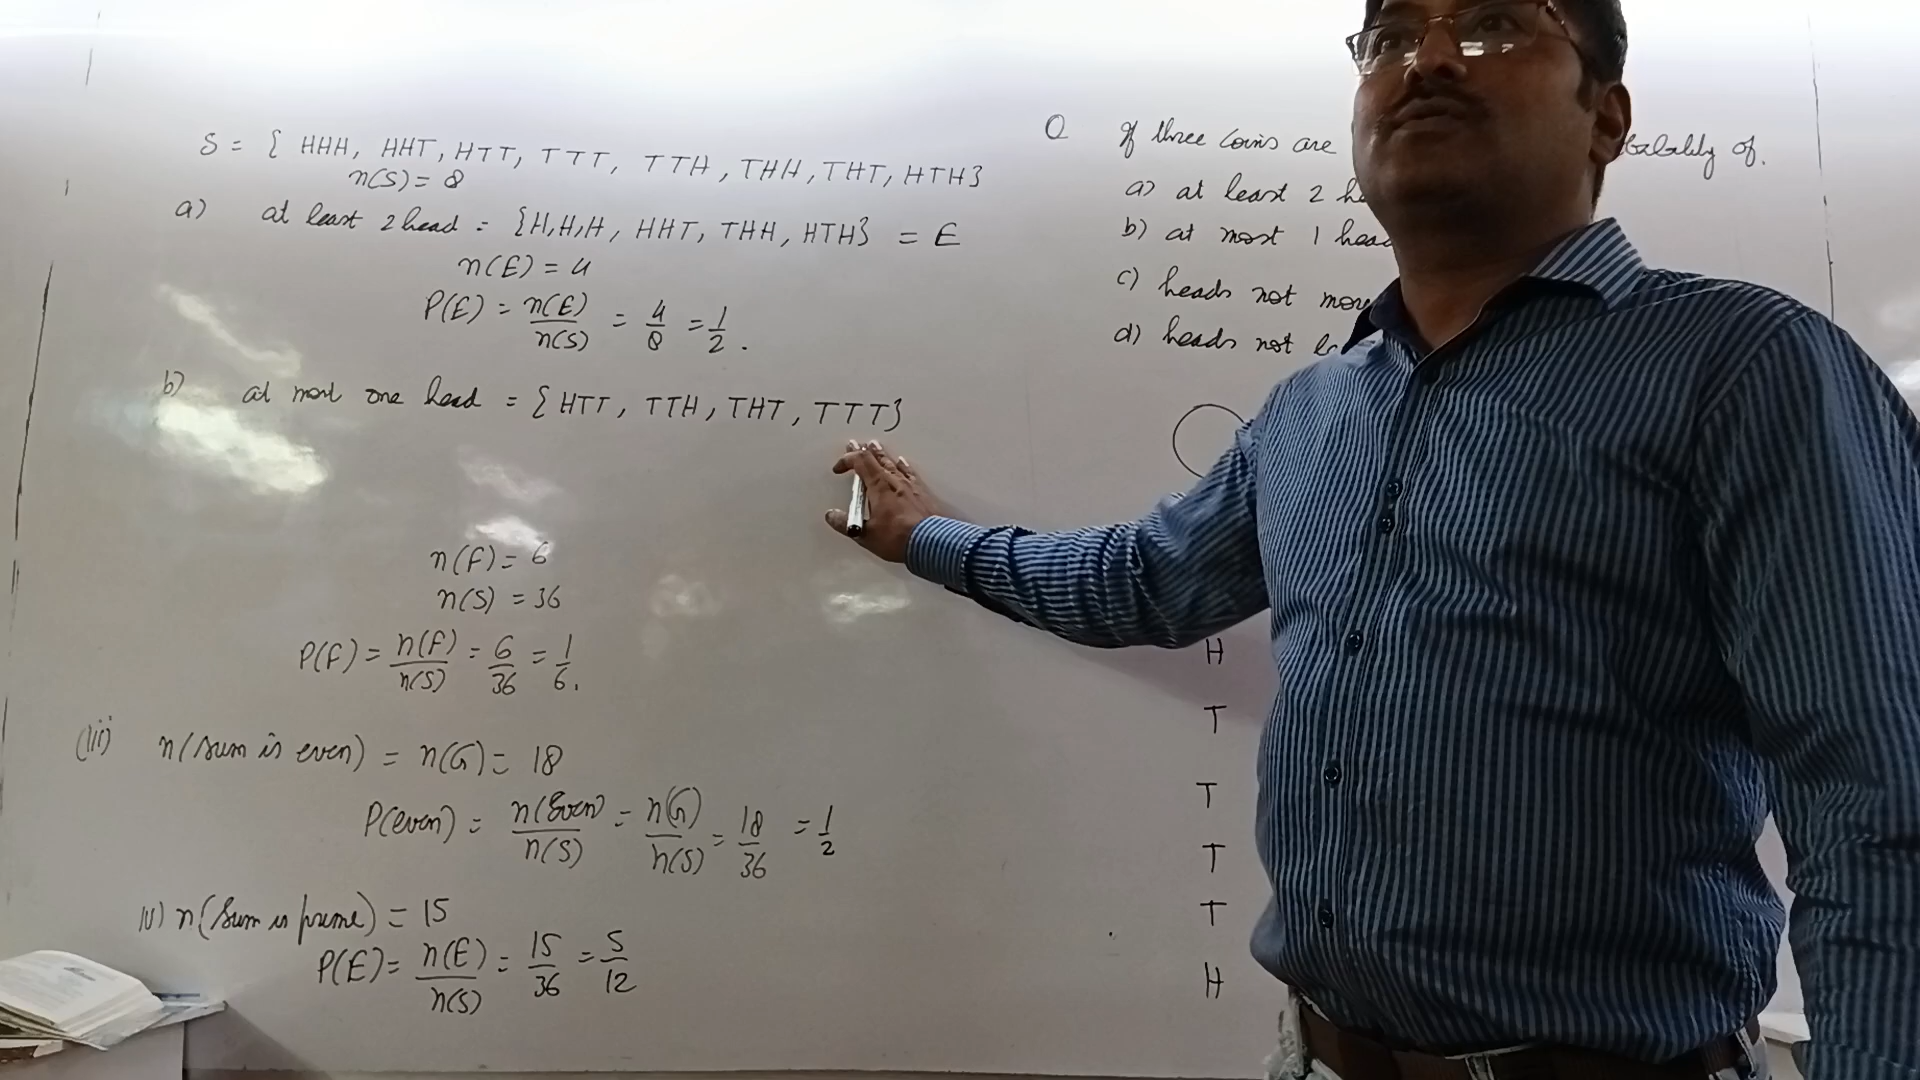 S = { HHH, HHT, HTT, TTT, TTH, THH, THT, HTH}
n(S) = 8
a) at least 2 head = {H,H,H, HHT, THH, HTH} = E
n(E) = 4
P(E) = n(E)/n(S) = 4/8 = 1/2.
b) at most one head = { HTT, TTH, THT, TTT}
n(F) = 6
n(S) = 36
P(F) = n(F)/n(S) = 6/36 = 1/6.
(iii) n(sum is even) = n(G) = 18
P(even) = n(Even)/n(S) = n(G)/n(S) = 18/36 = 1/2
iv) n(sum is prime) = 15
P(E) = n(E)/n(S) = 15/36 = 5/12
Q If three coins are of.
a) at least 2
b) at most 1 head
c) heads not more
d) heads not
H
T
T
T
T
H